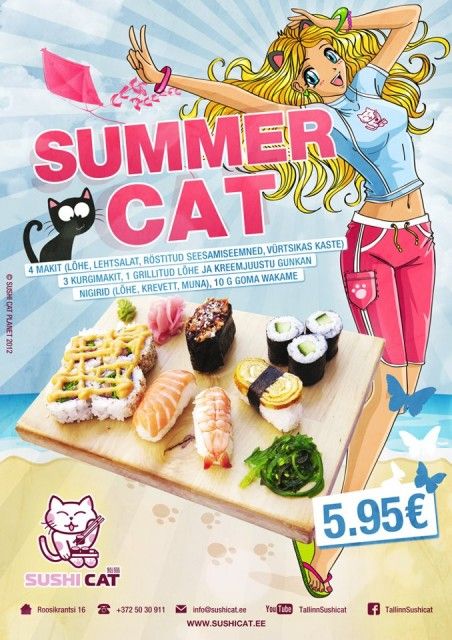 SUMMER
CAT
4 MAKIT (LÕHE, LEHTSALAT, RÖSTITUD SEESAMISEEMNED, VÜRTSIKAS KASTE)
3 KURGIMAKIT, 1 GRILLITUD LÕHE JA KREEMJUUSTU GUNKAN
NIGIRID (LÕHE, KREVETT, MUNA), 10 G GOMA WAKAME
© SUSHI CAT PLANET 2012
5.95€
SUSHI CAT
Roosikrantsi 16 +372 50 30 911 info@sushicat.ee You Tube TallinnSushicat f TallinnSushicat
WWW.SUSHICAT.EE